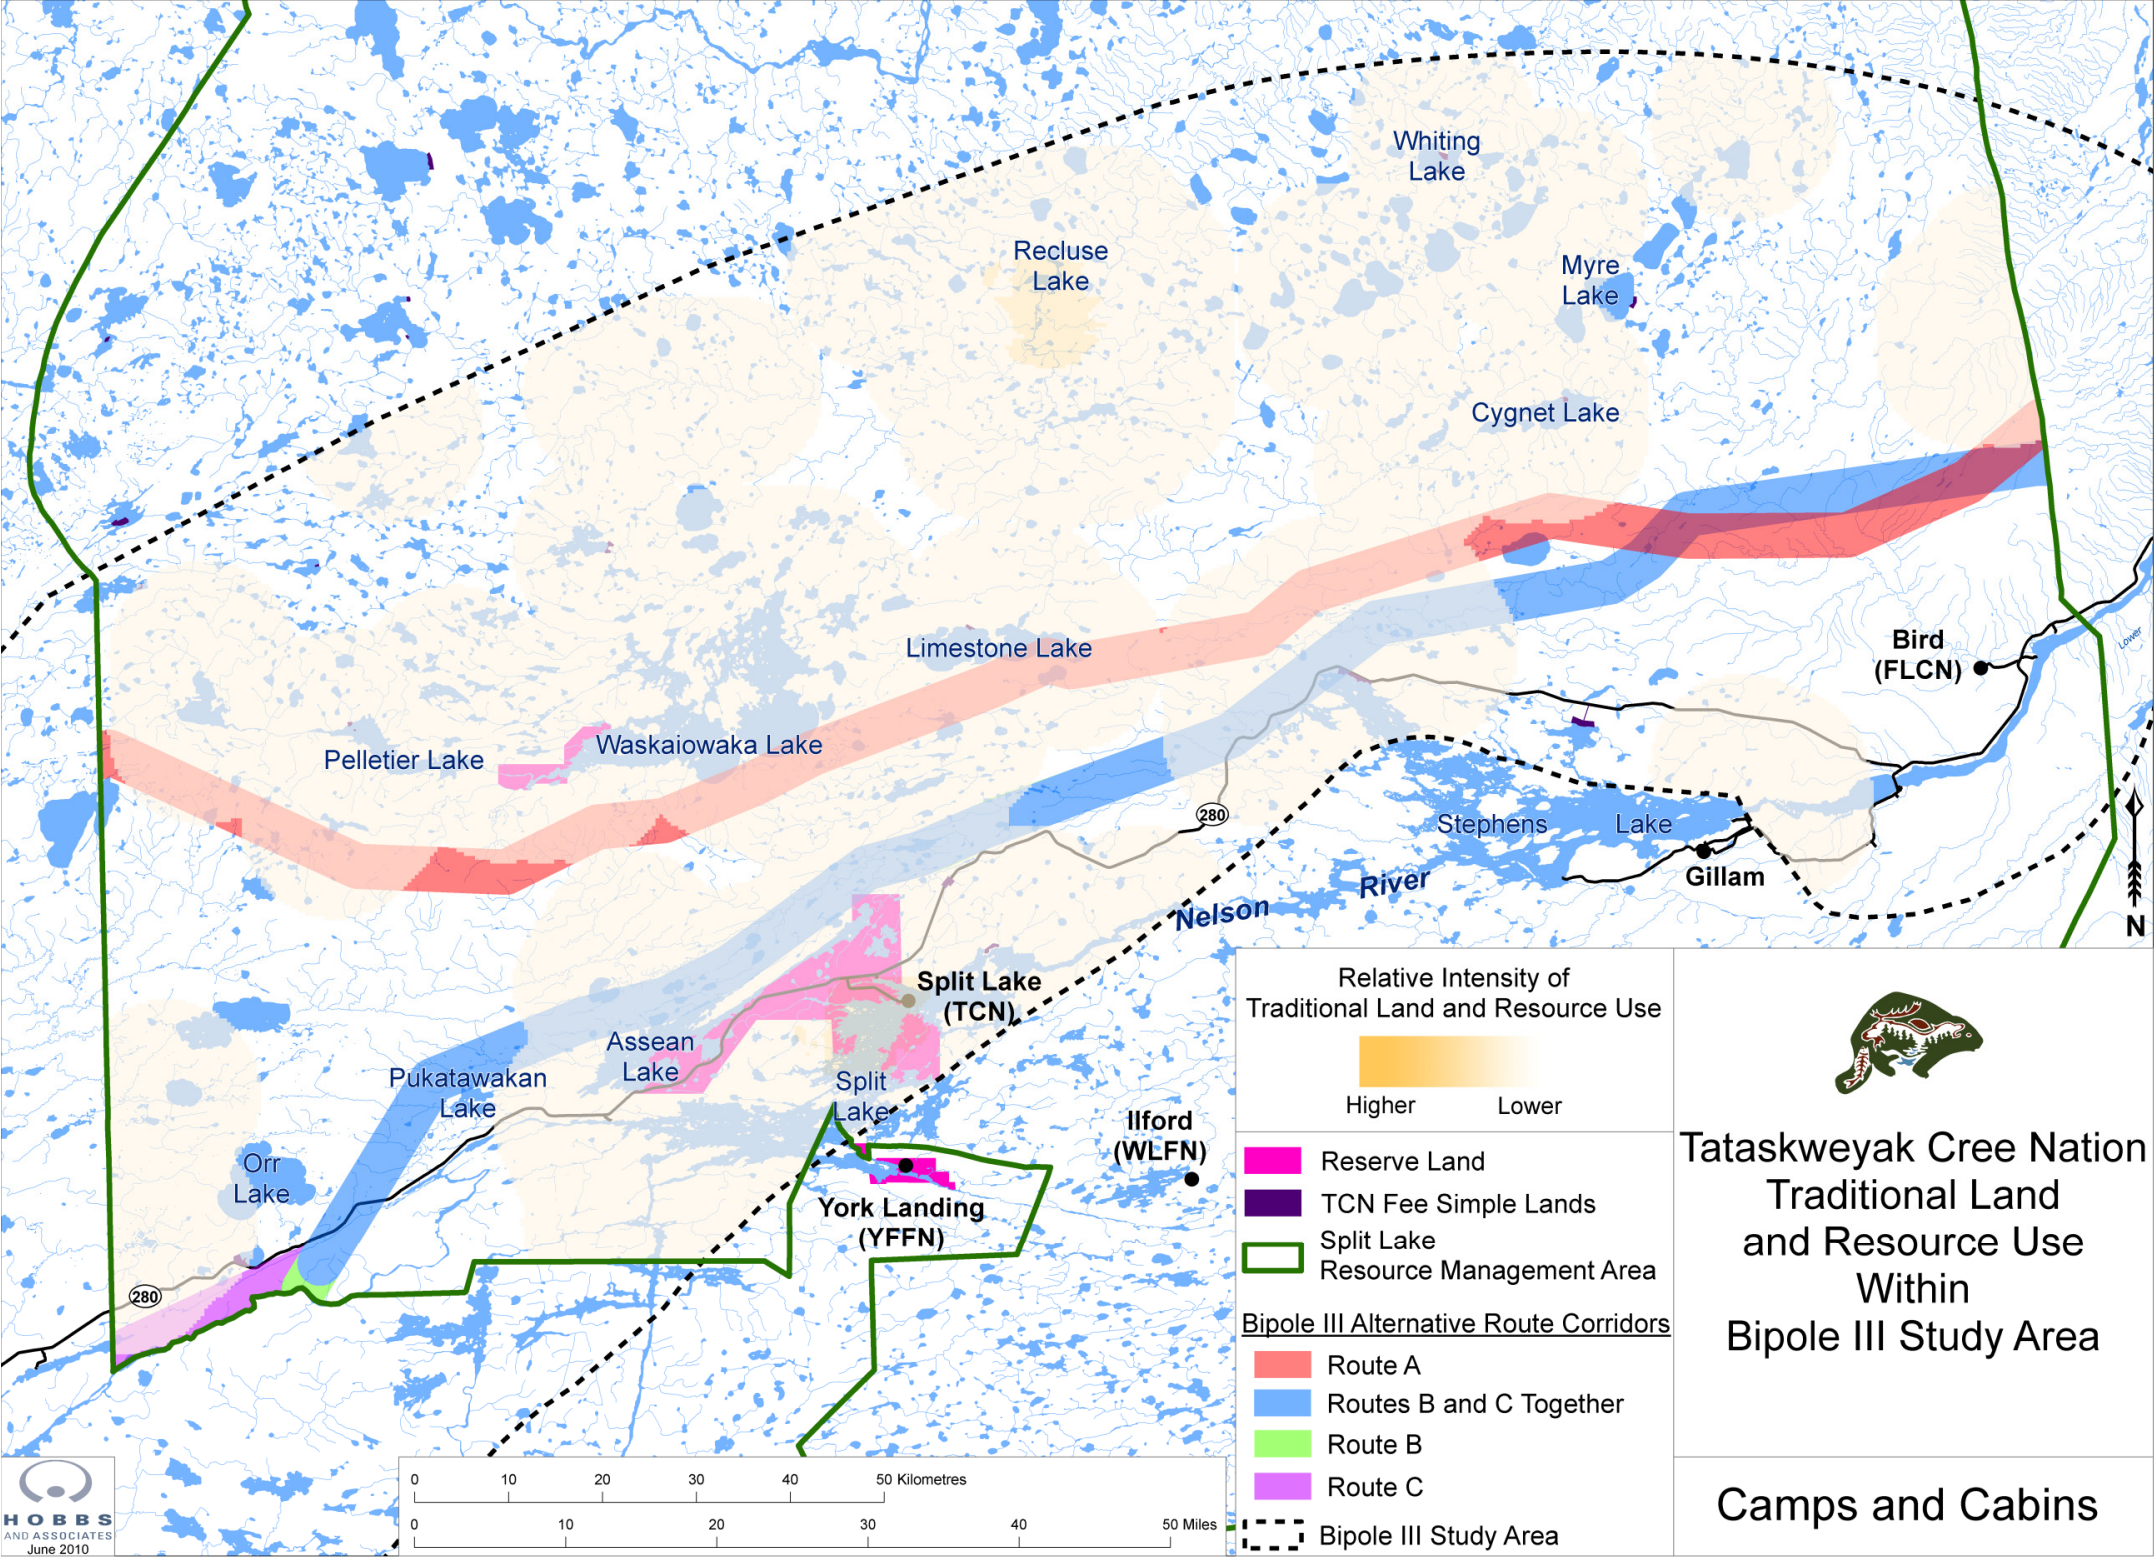 Whiting
Lake
Recluse
Lake
Myre
Lake
Cygnet Lake
Limestone Lake
Bird
(FLCN)
Lower
Pelletier Lake
Waskaiowaka Lake
280
Stephens Lake
Gillam
Nelson River
N
Split Lake
(TCN)
Assean
Lake
Pukatawakan
Lake
Split
Lake
Ilford
(WLFN)
Orr
Lake
York Landing
(YFFN)
280
Relative Intensity of
Traditional Land and Resource Use
Higher Lower
Reserve Land
TCN Fee Simple Lands
Split Lake
Resource Management Area
Bipole III Alternative Route Corridors
Route A
Routes B and C Together
Route B
Route C
Bipole III Study Area
Tataskweyak Cree Nation
Traditional Land
and Resource Use
Within
Bipole III Study Area
Camps and Cabins
0 10 20 30 40 50 Kilometres
0 10 20 30 40 50 Miles
HOBBS
AND ASSOCIATES
June 2010